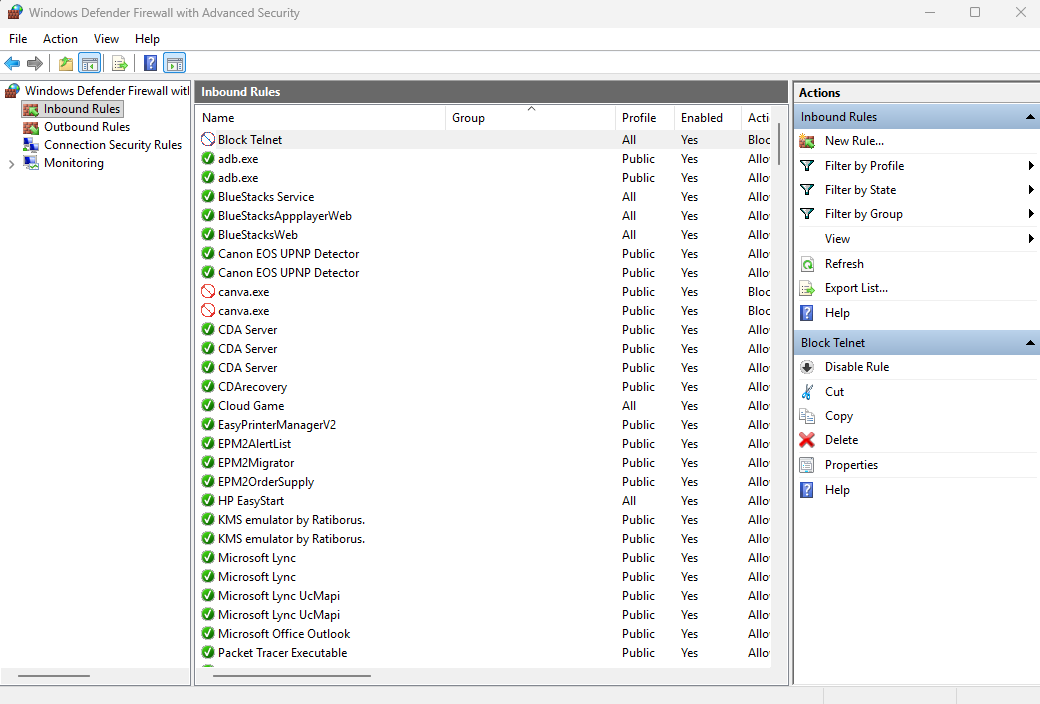 Windows Defender Firewall with Advanced Security
File Action View Help
Windows Defender Firewall witl
Inbound Rules
Outbound Rules
Connection Security Rules
Monitoring
Inbound Rules
Name Group Profile Enabled Acti
Block Telnet All Yes Bloc
adb.exe Public Yes Allo
adb.exe Public Yes Allo
BlueStacks Service All Yes Allo
BlueStacksAppplayerWeb All Yes Allo
BlueStacksWeb All Yes Allo
Canon EOS UPNP Detector Public Yes Allo
Canon EOS UPNP Detector Public Yes Allo
canva.exe Public Yes Bloc
canva.exe Public Yes Bloc
CDA Server Public Yes Allo
CDA Server Public Yes Allo
CDA Server Public Yes Allo
CDArecovery Public Yes Allo
Cloud Game All Yes Allo
EasyPrinterManagerV2 Public Yes Allo
EPM2AlertList Public Yes Allo
EPM2Migrator Public Yes Allo
EPM2OrderSupply Public Yes Allo
HP EasyStart All Yes Allo
KMS emulator by Ratiborus. Public Yes Allo
KMS emulator by Ratiborus. Public Yes Allo
Microsoft Lync Public Yes Allo
Microsoft Lync Public Yes Allo
Microsoft Lync UcMapi Public Yes Allo
Microsoft Lync UcMapi Public Yes Allo
Microsoft Office Outlook Public Yes Allo
Packet Tracer Executable Public Yes Allo
Actions
Inbound Rules
New Rule...
Filter by Profile
Filter by State
Filter by Group
View
Refresh
Export List...
Help
Block Telnet
Disable Rule
Cut
Copy
Delete
Properties
Help